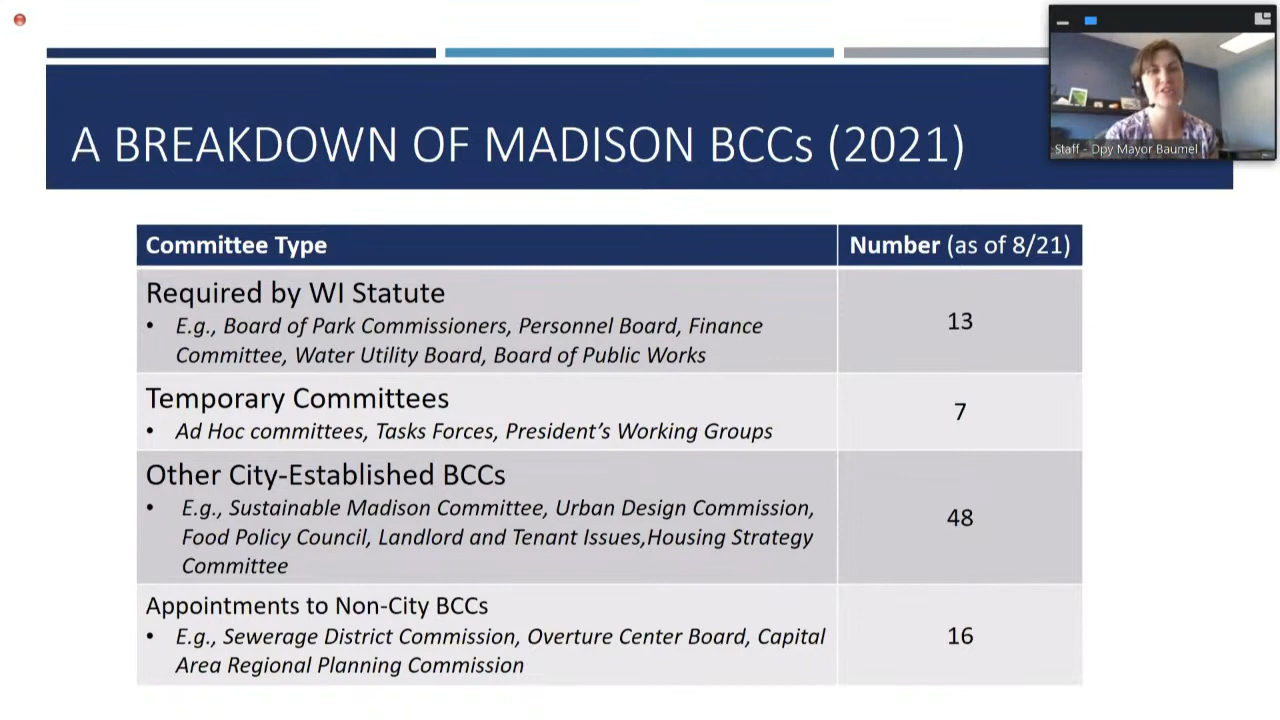 A BREAKDOWN OF MADISON BCCs (2021)
Staff - Dpy Mayor Baumel
Committee Type
Number (as of 8/21)
Required by WI Statute
• E.g., Board of Park Commissioners, Personnel Board, Finance
Committee, Water Utility Board, Board of Public Works
13
Temporary Committees
• Ad Hoc committees, Tasks Forces, President's Working Groups
7
Other City-Established BCCs
• E.g., Sustainable Madison Committee, Urban Design Commission,
Food Policy Council, Landlord and Tenant Issues,Housing Strategy
Committee
48
Appointments to Non-City BCCs
• E.g., Sewerage District Commission, Overture Center Board, Capital
Area Regional Planning Commission
16